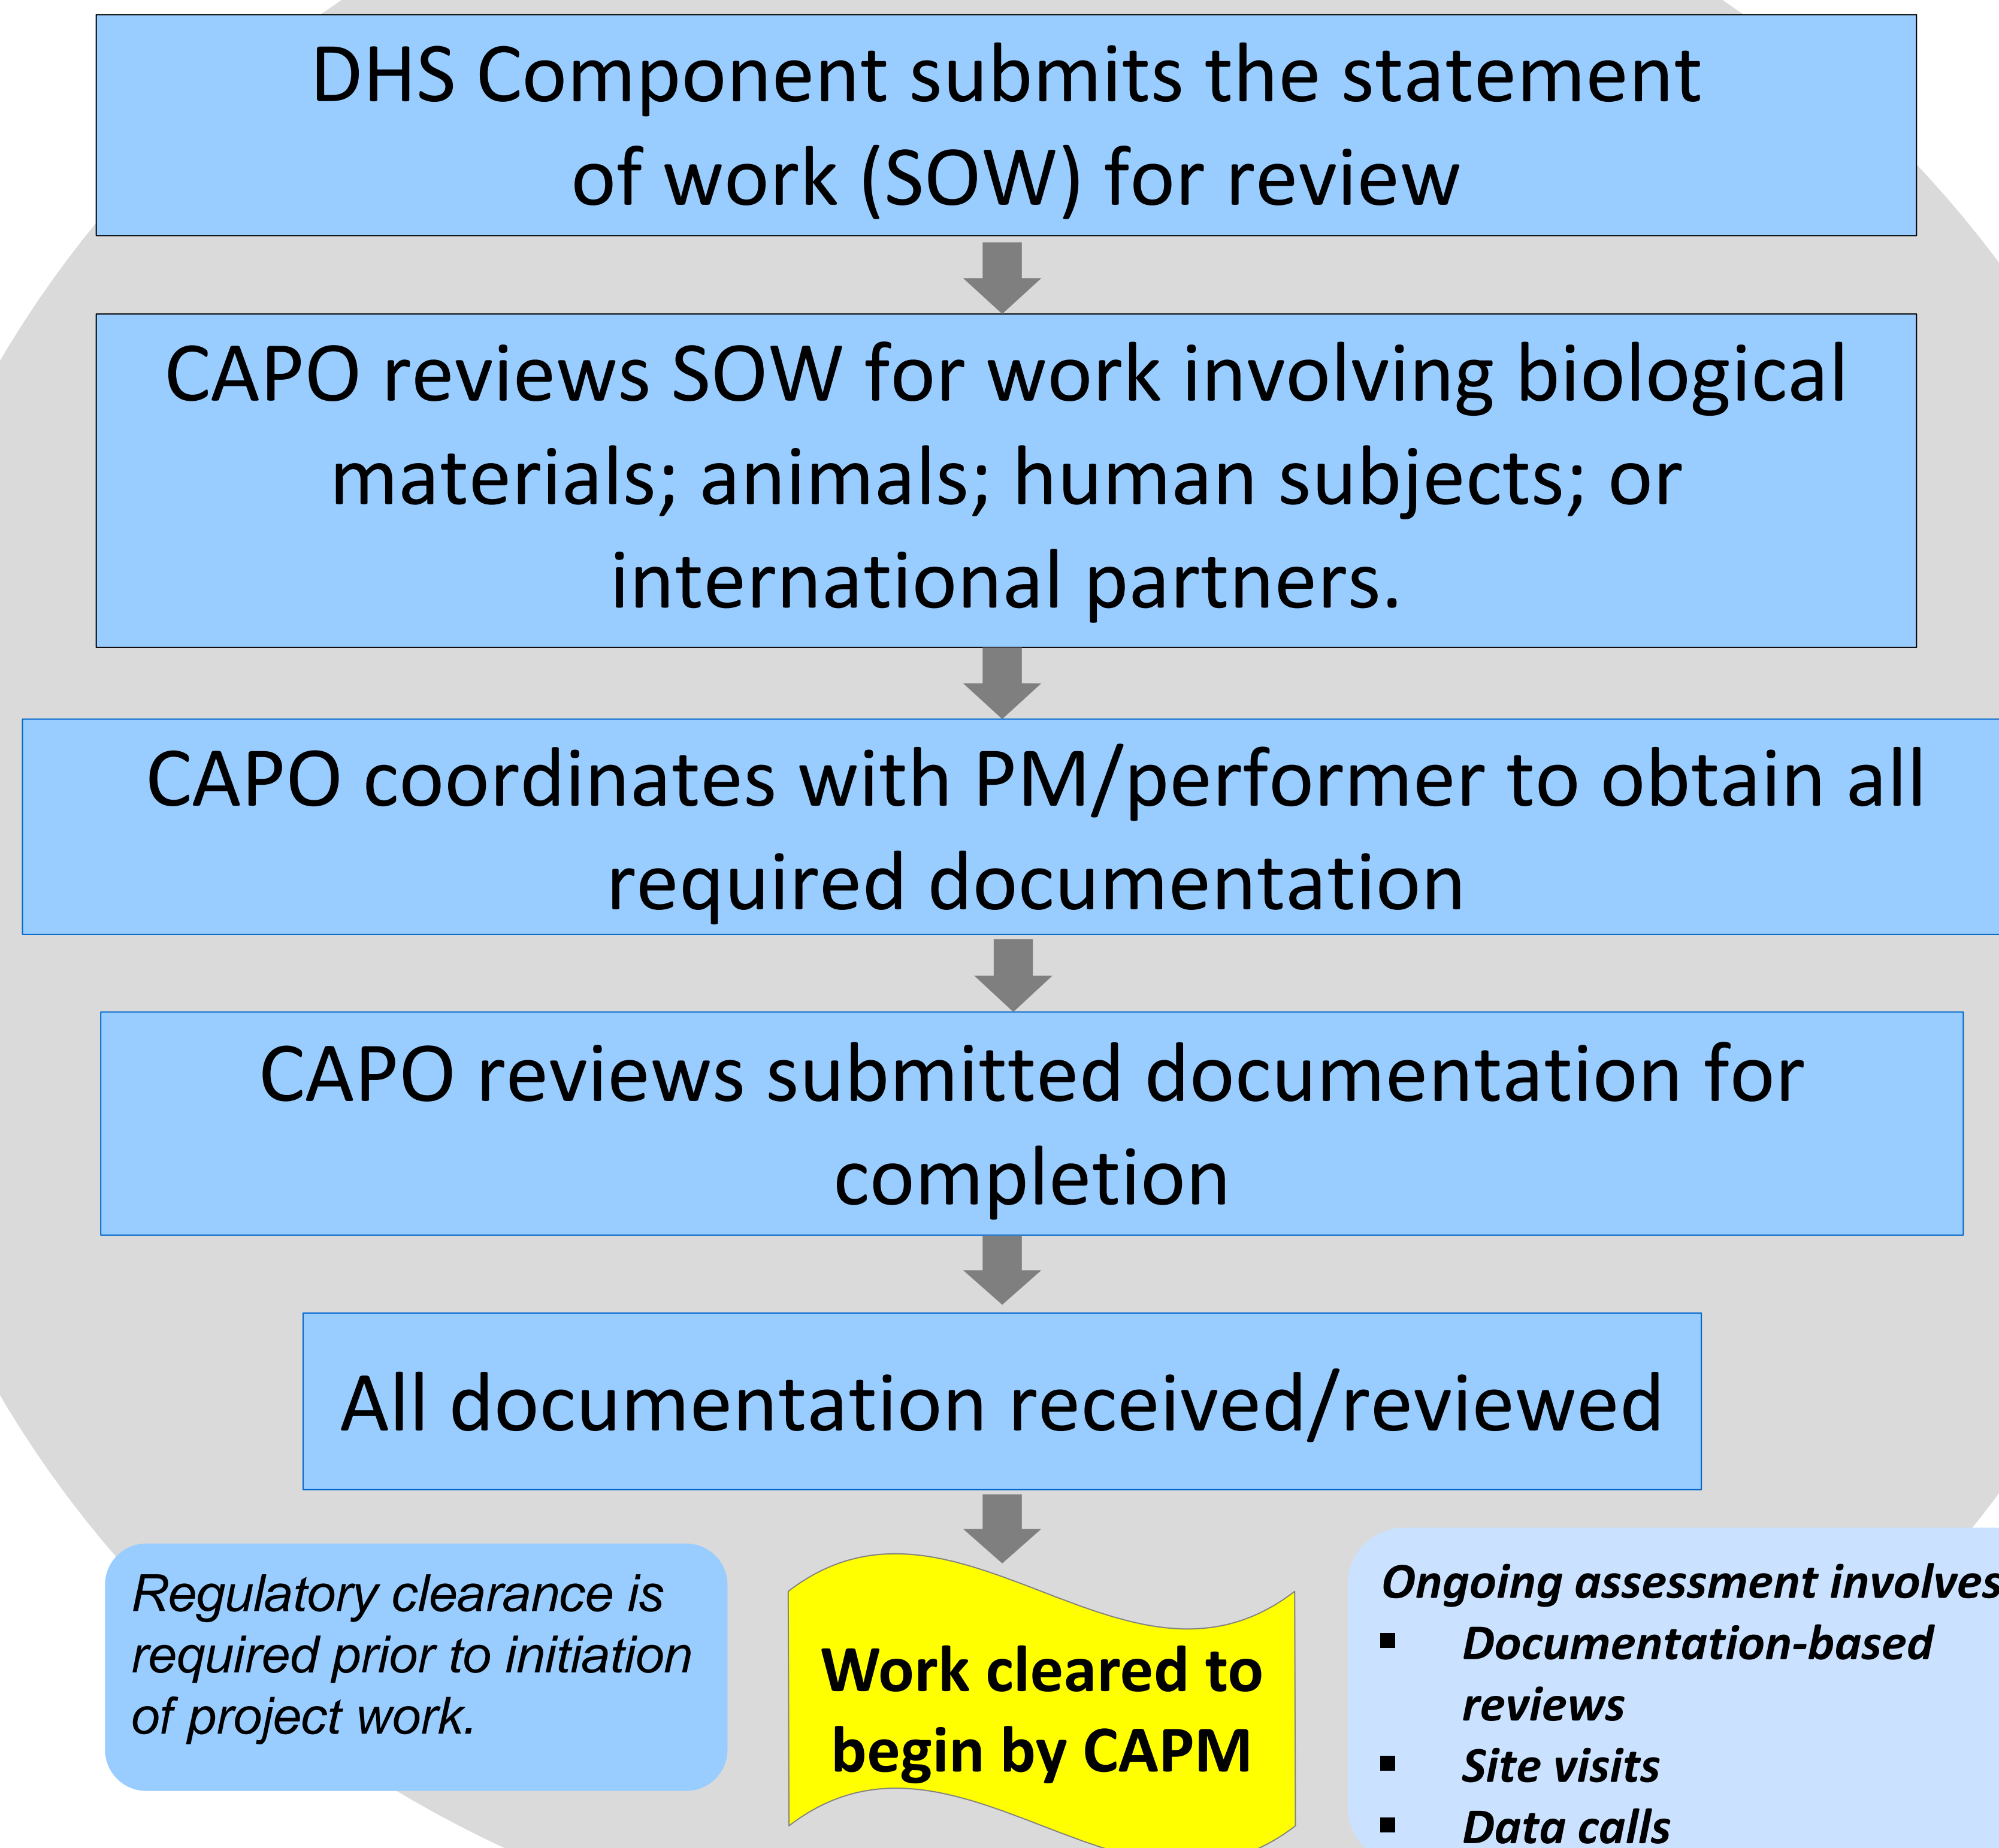 DHS Component submits the statement
of work (SOW) for review
CAPO reviews SOW for work involving biological
materials; animals; human subjects; or
international partners.
CAPO coordinates with PM/performer to obtain all
required documentation
CAPO reviews submitted documentation for
completion
All documentation received/reviewed
Regulatory clearance is
required prior to initiation
of project work.
Work cleared to
begin by CAPM
Ongoing assessment involves
▪ Documentation-based
reviews
▪ Site visits
▪ Data calls